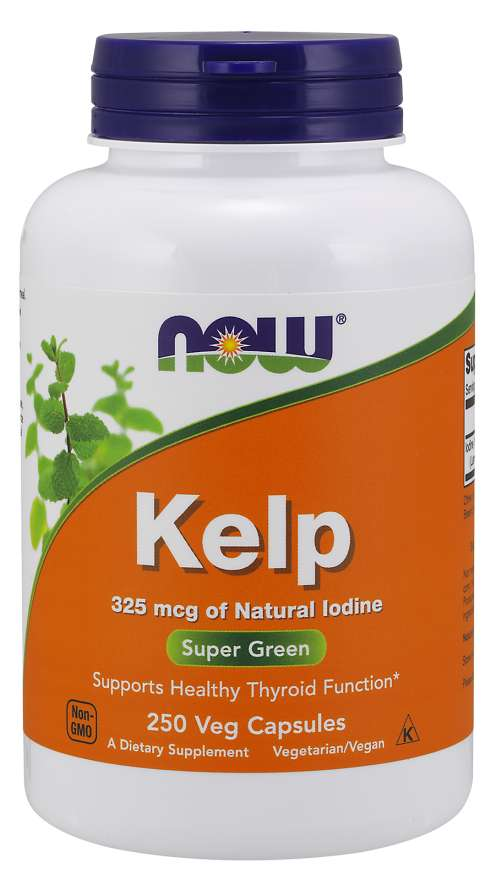 NOW®
Kelp
325 mcg of Natural Iodine
Super Green
Supports Healthy Thyroid Function*
250 Veg Capsules
Non-
GMO
A Dietary Supplement Vegetarian/Vegan
K